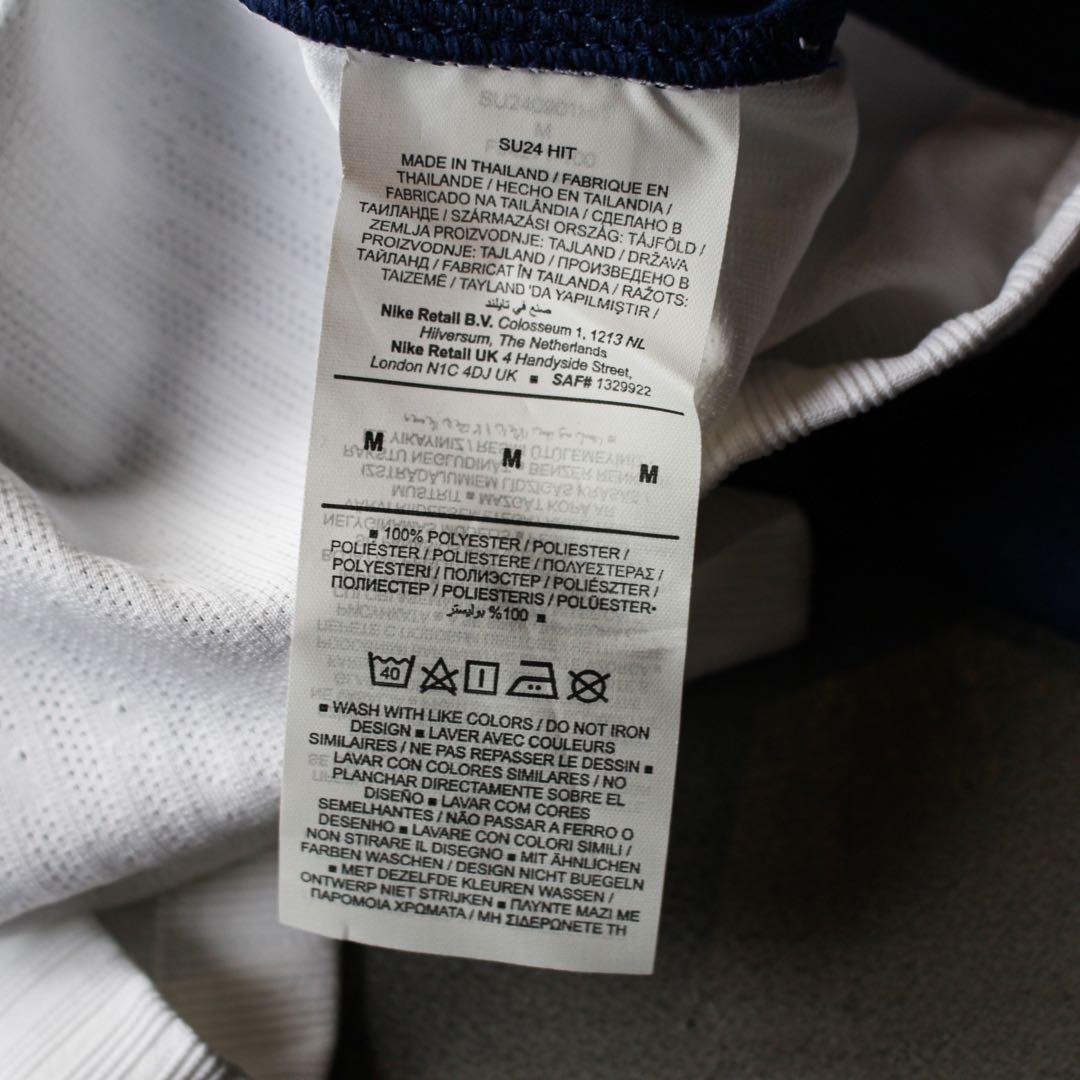 SU24 HIT
MADE IN THAILAND / FABRIQUE EN
THAILANDE / HECHO EN TAILANDIA /
FABRICADO NA TAILÂNDIA / СДЕЛАНО В
ТАИЛАНДЕ / SZÁRMAZÁSI ORSZÁG: TÁJFÖLD /
ZEMLJA PROIZVODNJE: TAJLAND / DRŽAVA
PROIZVODNJE: TAJLAND / ПРОИЗВЕДЕНО В
ТАЙЛАНД / FABRICAT ÎN TAILANDA / RAŽOTS:
TAIZEMĒ / TAYLAND 'DA YAPILMIŞTIR /
صنع في تايلند
Nike Retail B.V. Colosseum 1, 1213 NL
Hilversum, The Netherlands
Nike Retail UK 4 Handyside Street,
London N1C 4DJ UK ■ SAF# 1329922
M M M
■ 100% POLYESTER / POLIESTER /
POLIÉSTER / POLIESTERE / ΠΟΛΥΕΣΤΕΡΑΣ /
POLYESTERI / ПОЛИЭСТЕР / POLIÉSZTER /
ПОЛИЕСТЕР / POLIESTERIS / POLÜESTER•
100% بوليستر ■
40
■ WASH WITH LIKE COLORS / DO NOT IRON
DESIGN ■ LAVER AVEC COULEURS
SIMILAIRES / NE PAS REPASSER LE DESSIN ■
LAVAR CON COLORES SIMILARES / NO
PLANCHAR DIRECTAMENTE SOBRE EL
DISEÑO ■ LAVAR COM CORES
SEMELHANTES / NÃO PASSAR A FERRO O
DESENHO ■ LAVARE CON COLORI SIMILI /
NON STIRARE IL DISEGNO ■ MIT ÄHNLICHEN
FARBEN WASCHEN / DESIGN NICHT BUEGELN
■ MET DEZELFDE KLEUREN WASSEN /
ONTWERP NIET STRIJKEN ■ ΠΛΥΝΤΕ ΜΑΖΙ ΜΕ
ΠΑΡΟΜΟΙΑ ΧΡΩΜΑΤΑ / ΜΗ ΣΙΔΕΡΩΝΕΤΕ ΤΗ